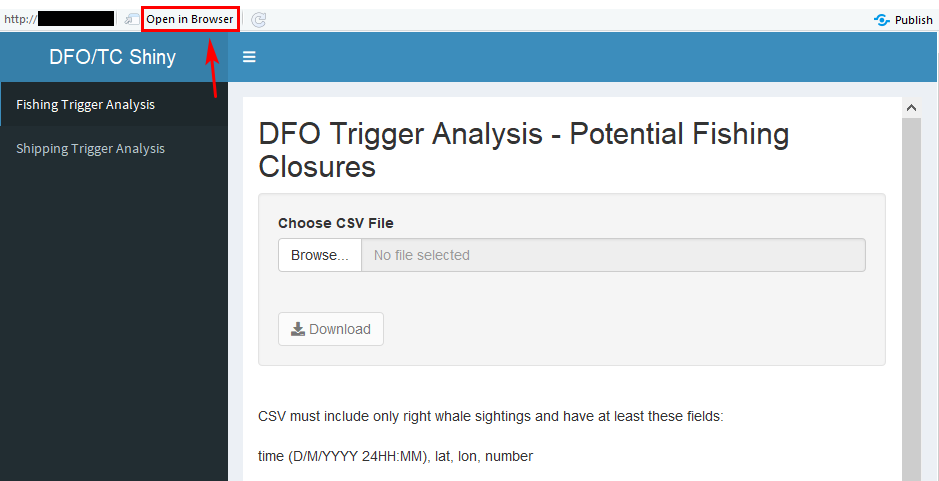 http:// Open in Browser Publish
DFO/TC Shiny
Fishing Trigger Analysis
Shipping Trigger Analysis
DFO Trigger Analysis - Potential Fishing
Closures
Choose CSV File
Browse... No file selected
Download
CSV must include only right whale sightings and have at least these fields:
time (D/M/YYYY 24HH:MM), lat, lon, number